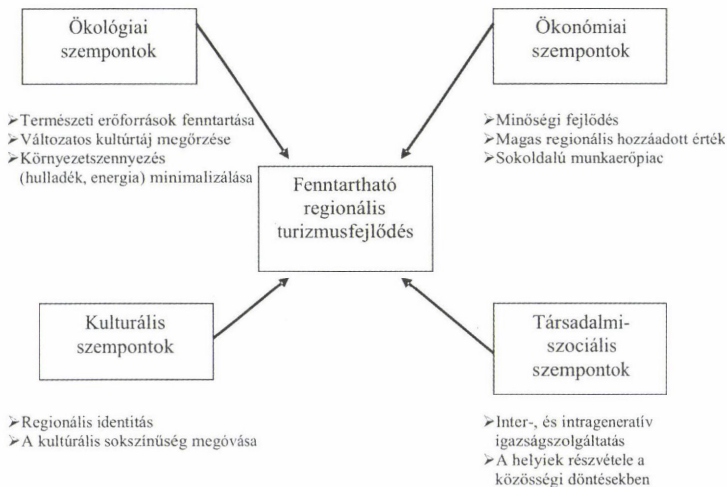 Ökológiai
szempontok
Ökonómiai
szempontok
➢Természeti erőforrások fenntartása
➢Változatos kultúrtáj megőrzése
➢Környezetszennyezés
(hulladék, energia) minimalizálása
➢Minőségi fejlődés
➢Magas regionális hozzáadott érték
➢Sokoldalú munkaerőpiac
Fenntartható
regionális
turizmusfejlődés
Kulturális
szempontok
Társadalmi-
szociális
szempontok
➢Regionális identitás
➢A kultúrális sokszínűség megóvása
➢Inter-, és intrageneratív
igazságszolgáltatás
➢A helyiek részvétele a
közösségi döntésekben